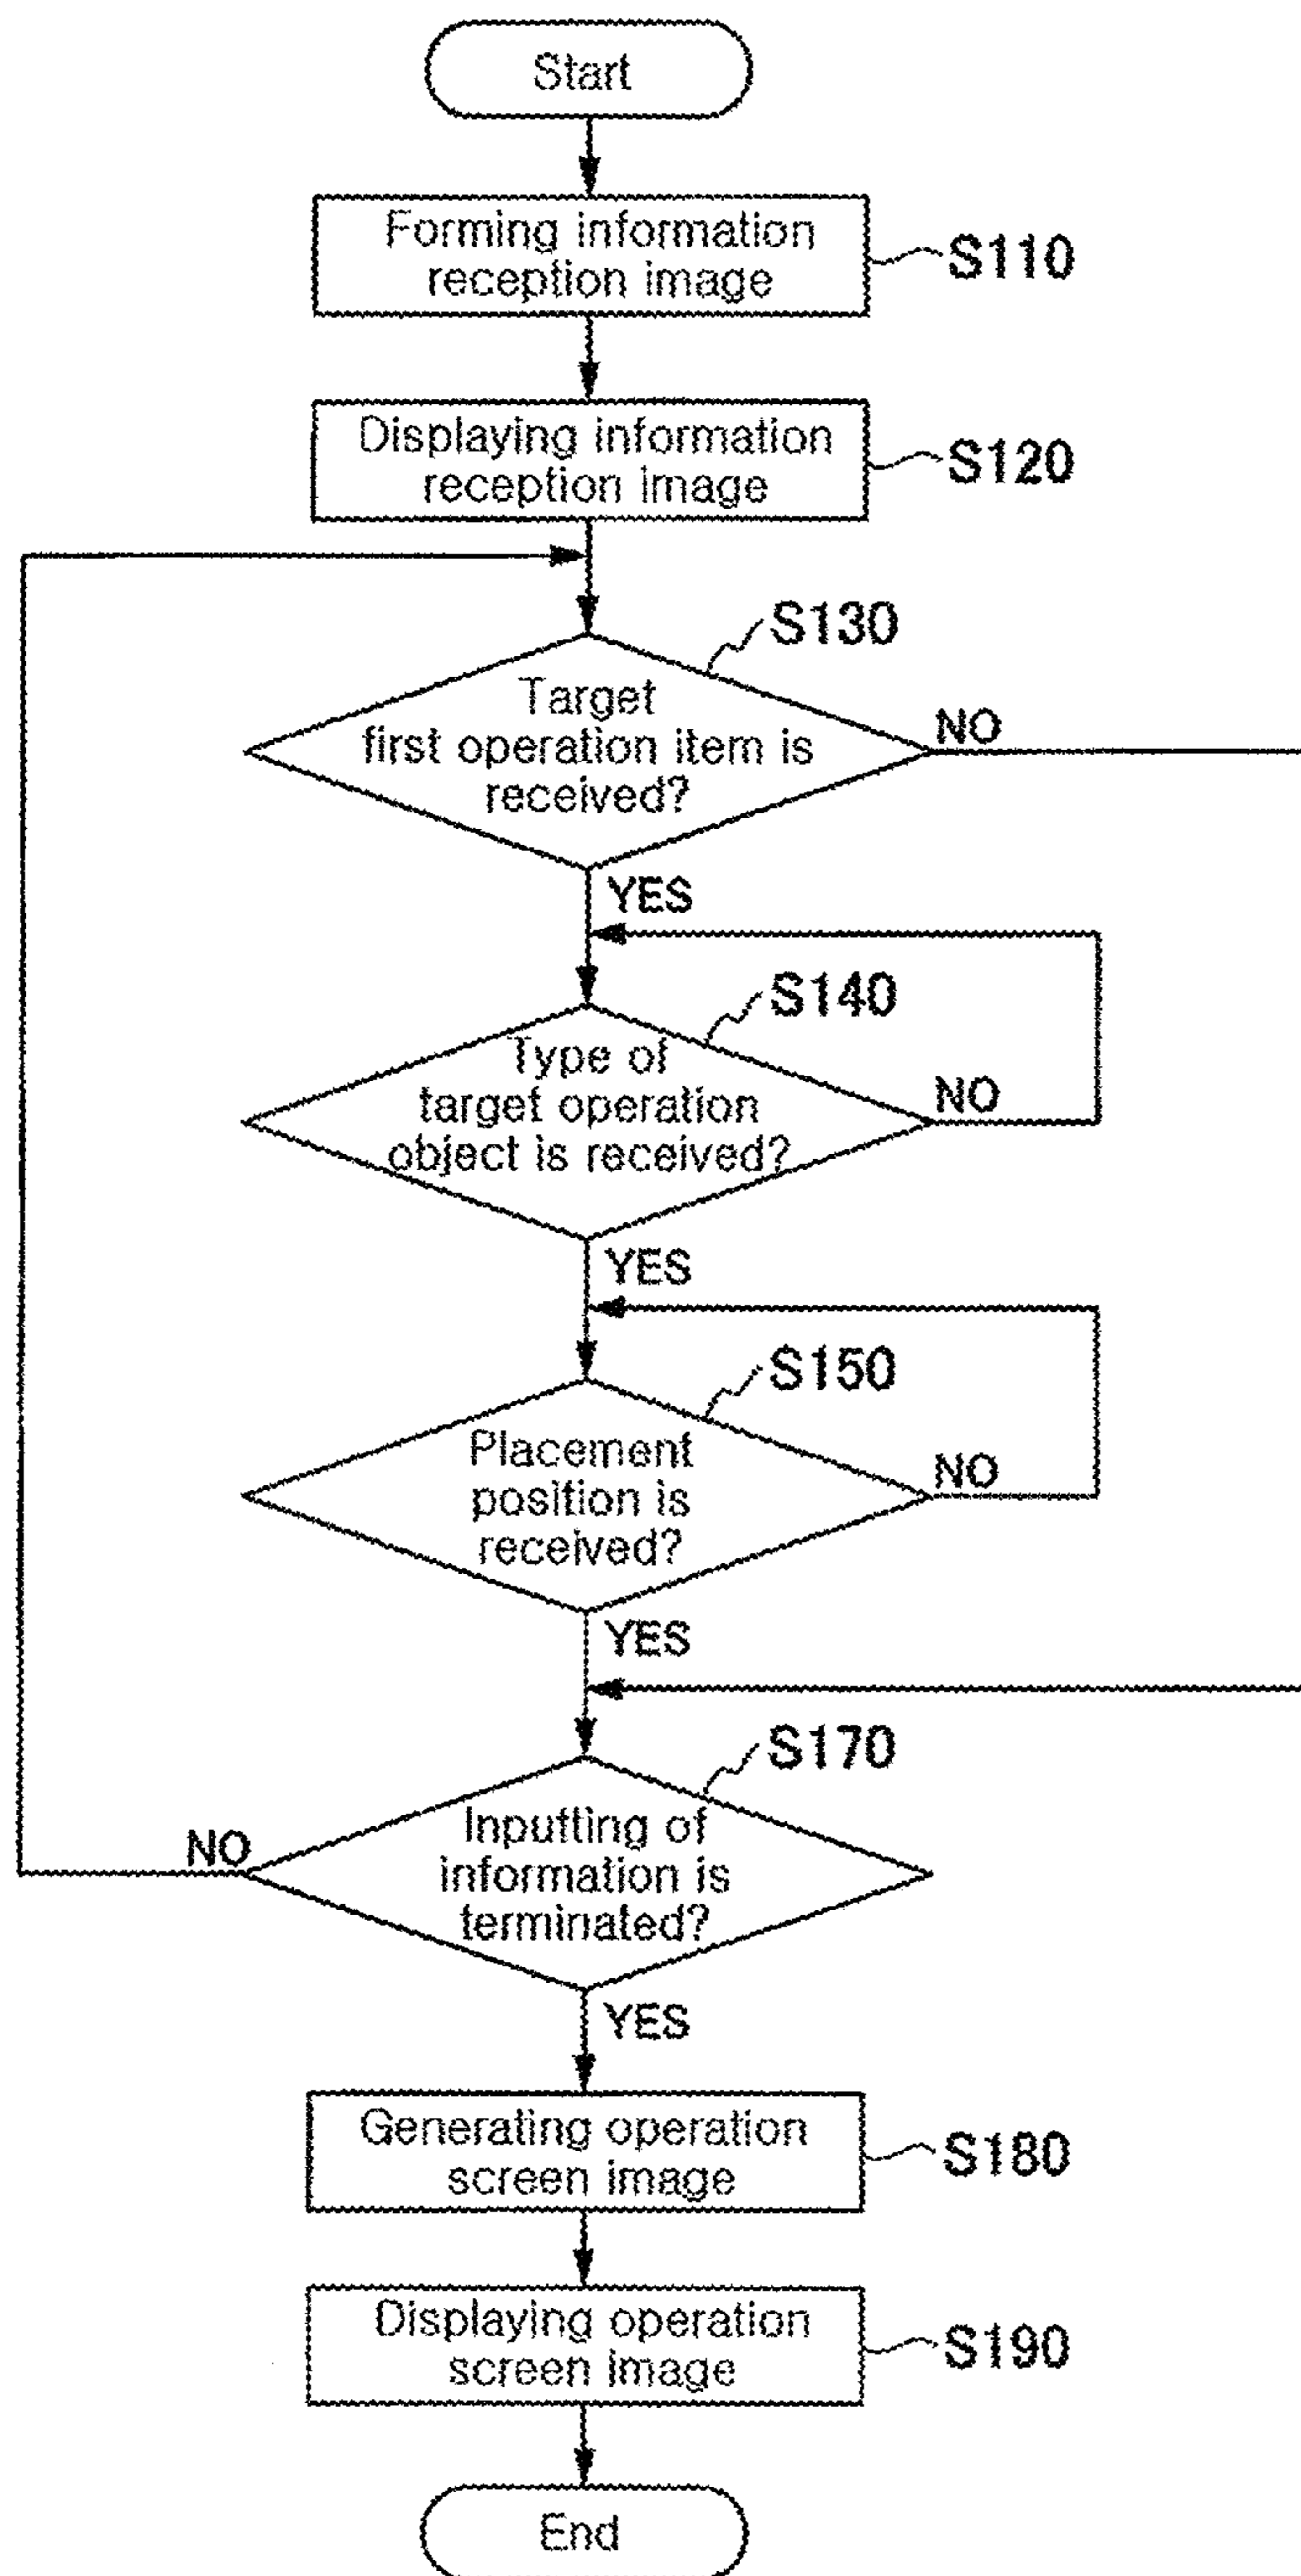 Start
Forming information
reception image
S110
Displaying information
reception image
S120
S130
Target
first operation item is
received?
NO
YES
S140
Type of
target operation
object is received?
NO
YES
S150
Placement
position is
received?
NO
YES
S170
Inputting of
information is
terminated?
NO
YES
Generating operation
screen image
S180
Displaying operation
screen image
S190
End